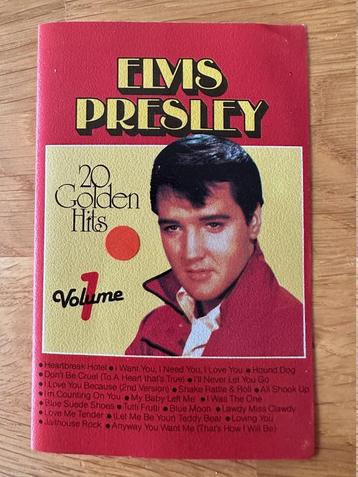 ELVIS
PRESLEY
20
Golden
Hits
Volume 1
• Heartbreak Hotel • I Want You, I Need You, I Love You • Hound Dog
• Don't Be Cruel (To A Heart that's True) • I'll Never Let You Go
• I Love You Because (2nd Version) • Shake Rattle & Roll • All Shook Up
• I'm Counting On You • My Baby Left Me • I Was The One
• Blue Suede Shoes • Tutti Frutti • Blue Moon • Lawdy Miss Clawdy
• Love Me Tender • (Let Me Be Your) Teddy Bear • Loving You
• Jailhouse Rock • Anyway You Want Me (That's How I Will Be)